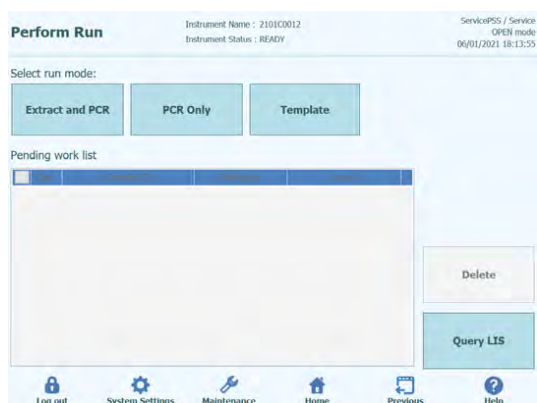 Perform Run
Instrument Name : 2101C0012
Instrument Status : READY
ServicePSS / Service
OPEN mode
06/01/2021 18:13:55
Select run mode:
Extract and PCR
PCR Only
Template
Pending work list
Delete
Query LIS
Log out
System Settings
Maintenance
Home
Previous
Help